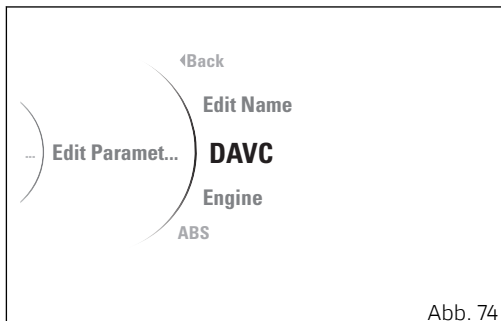 ◀Back
Edit Name
... Edit Paramet... DAVC
Engine
ABS
Abb. 74